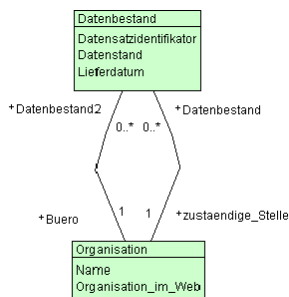 Datenbestand
Datensatzidentifikator
Datenstand
Lieferdatum
+Datenbestand2
+Datenbestand
0..* 0..*
+Buero
1 1
+zustaendige_Stelle
Organisation
Name
Organisation_im_Web